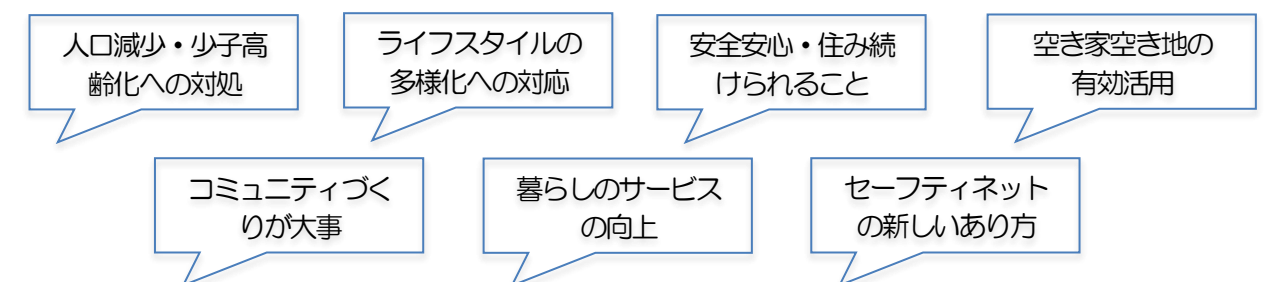 人口減少・少子高
齢化への対処
ライフスタイルの
多様化への対応
安全安心・住み続
けられること
空き家空き地の
有効活用
コミュニティづく
りが大事
暮らしのサービス
の向上
セーフティネット
の新しいあり方